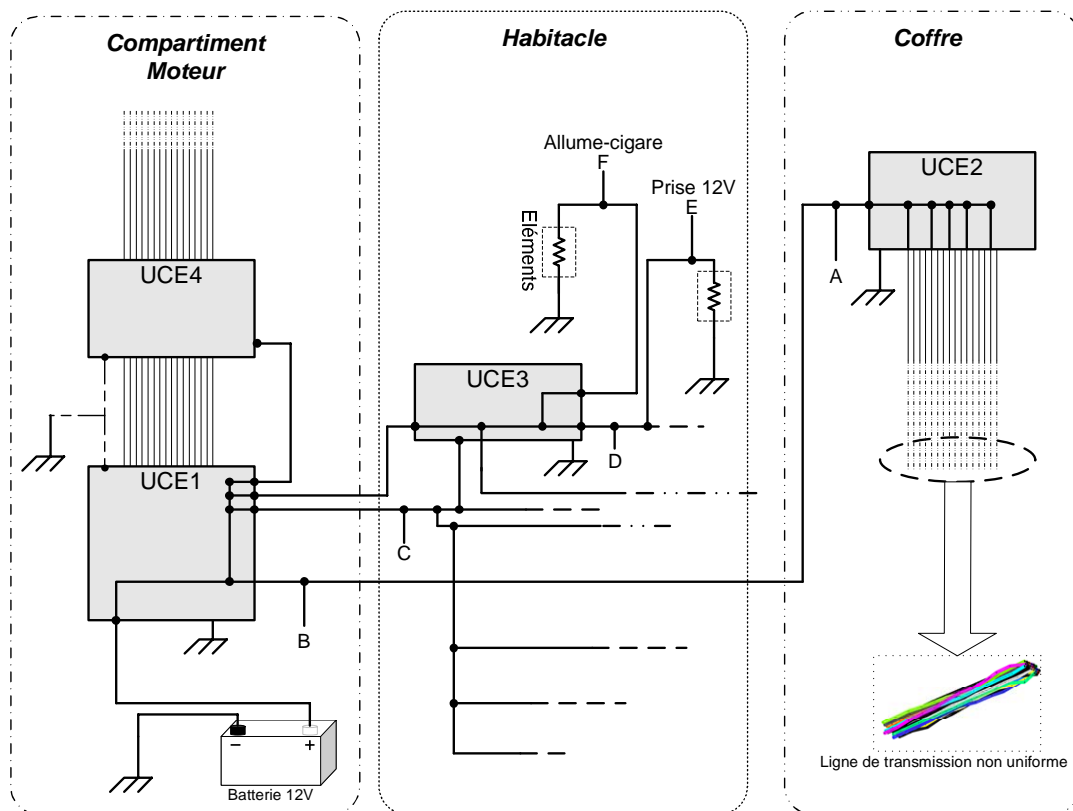 Compartiment
Moteur
Habitacle
Coffre
Allume-cigare
F
Prise 12V
E
Eléments
UCE2
A
UCE4
UCE3
D
UCE1
C
B
− +
Batterie 12V
Ligne de transmission non uniforme